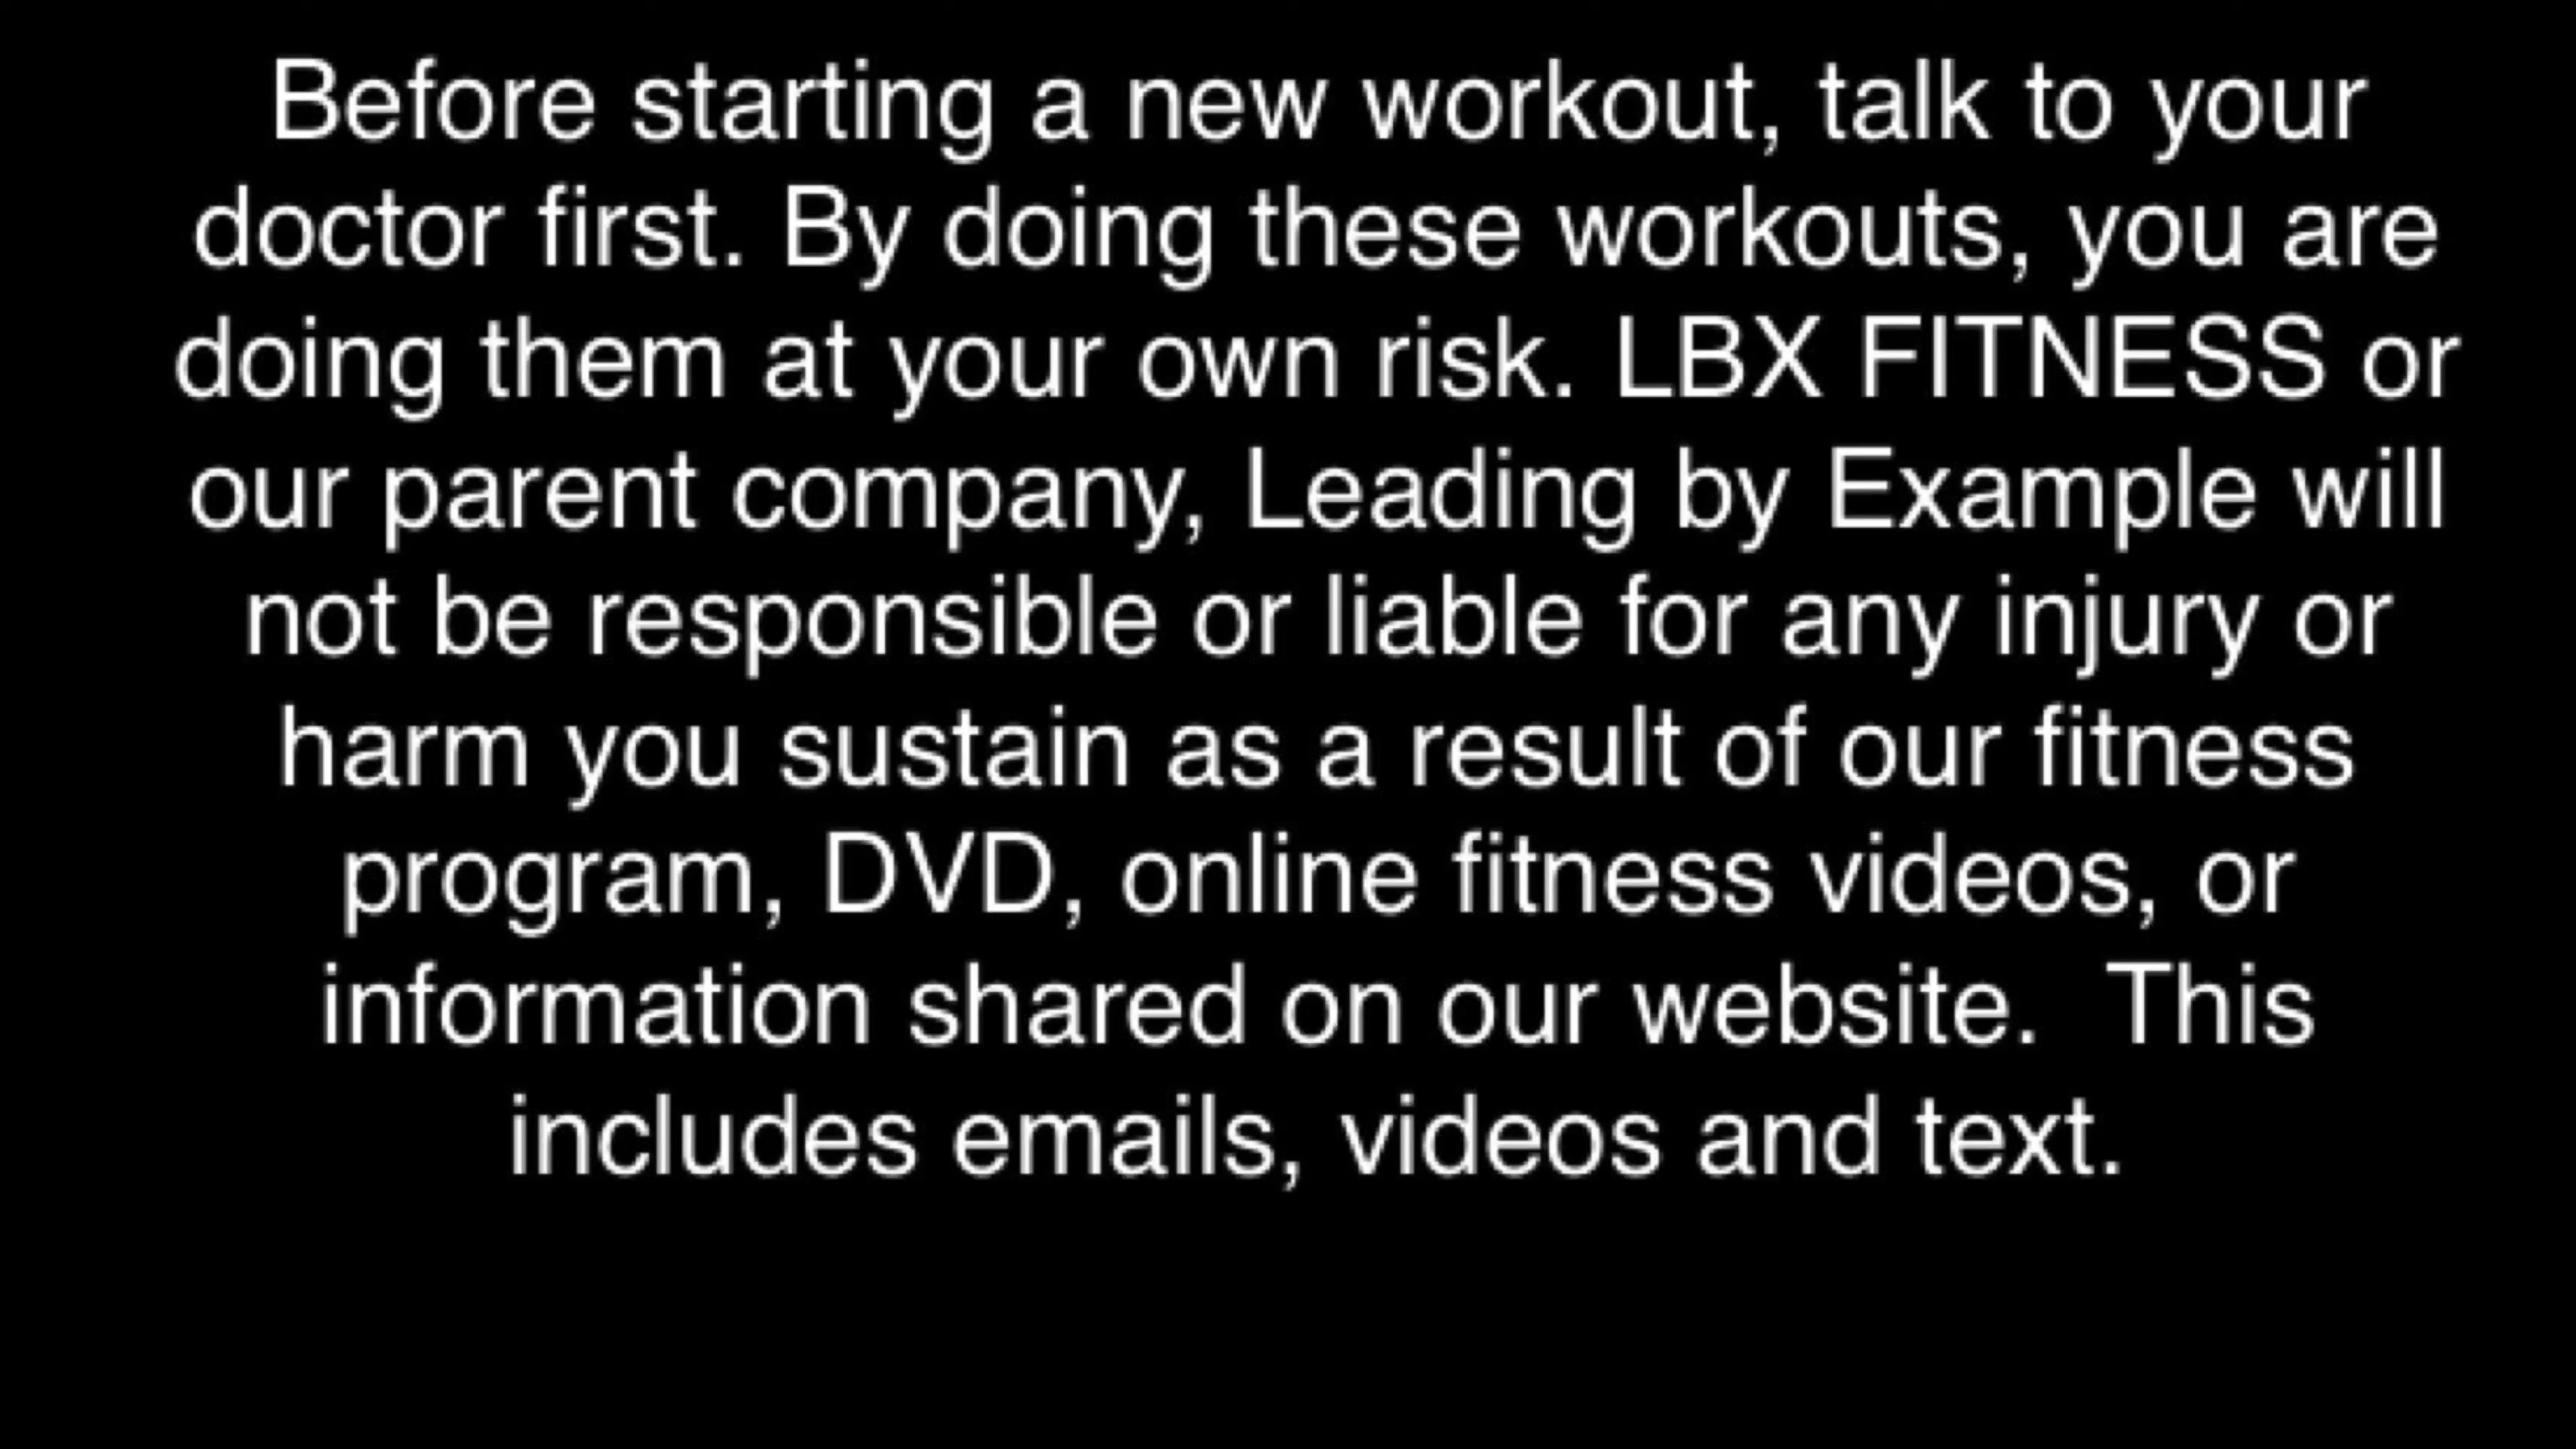 Before starting a new workout, talk to your
doctor first. By doing these workouts, you are
doing them at your own risk. LBX FITNESS or
our parent company, Leading by Example will
not be responsible or liable for any injury or
harm you sustain as a result of our fitness
program, DVD, online fitness videos, or
information shared on our website.  This
includes emails, videos and text.